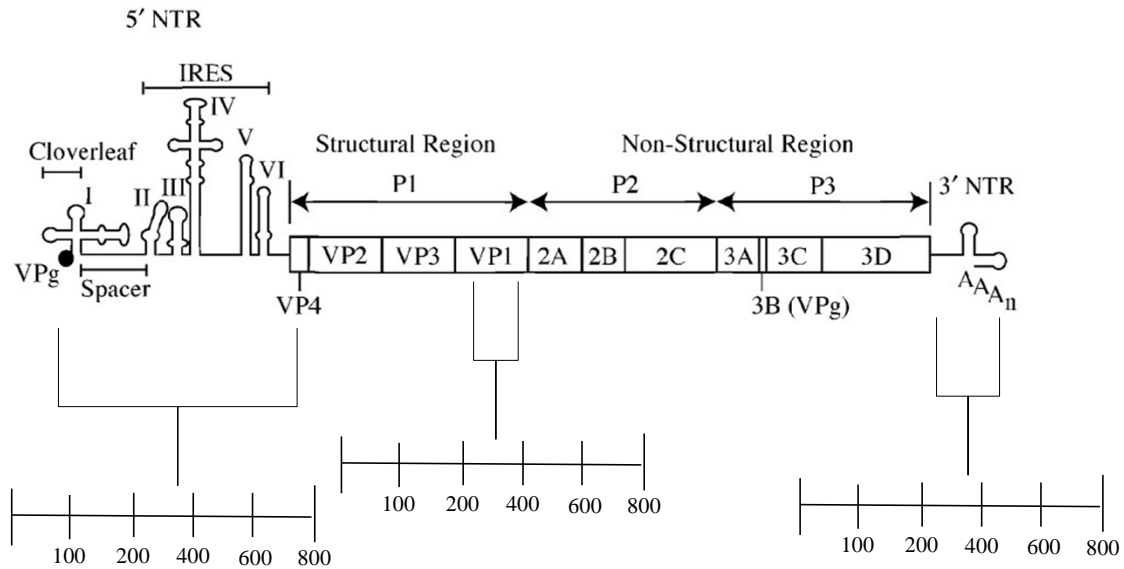 5′ NTR
IRES
IV
Cloverleaf
V
Structural Region
Non-Structural Region
I
II
III
VI
P1
P2
P3
3′ NTR
VPg
Spacer
VP2
VP3
VP1
2A
2B
2C
3A
3C
3D
VP4
3B (VPg)
AAAn
100 200 400 600 800
100 200 400 600 800
100 200 400 600 800